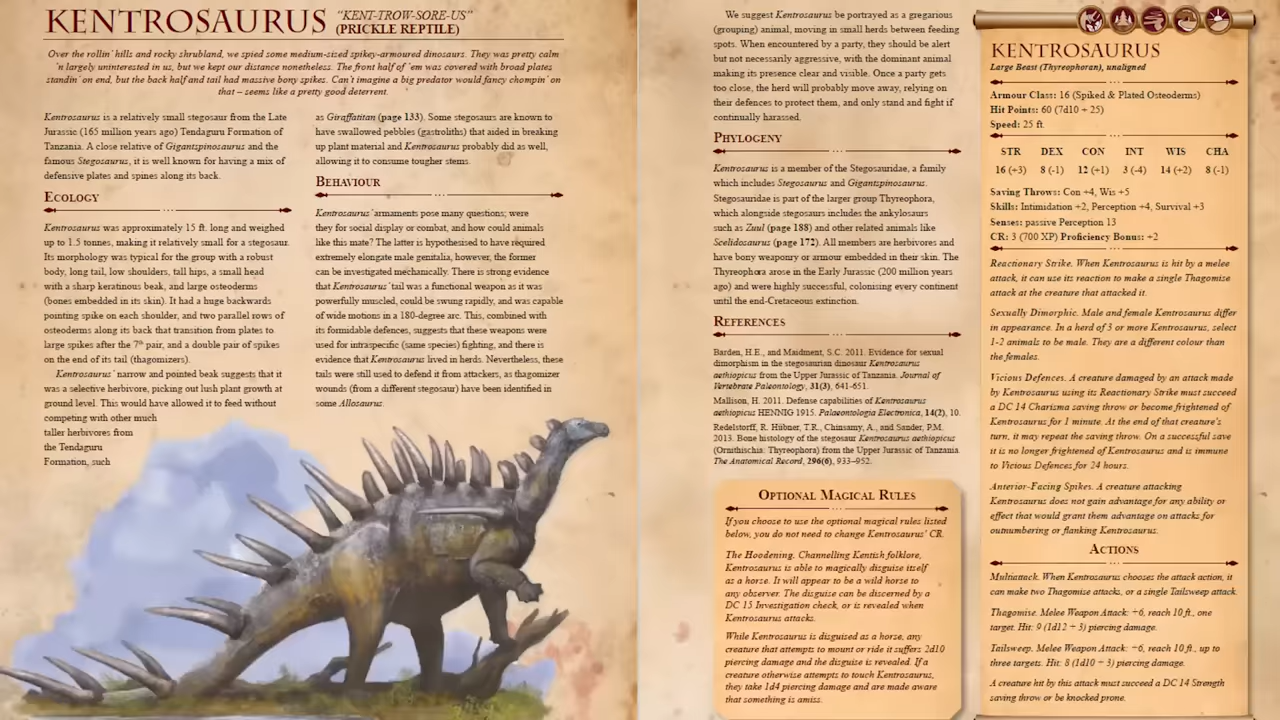 KENTROSAURUS "KENT-TROW-SORE-US"
(PRICKLE REPTILE)
Over the rollin' hills and rocky shrubland, we spied some medium-sized spikey-armoured dinosaurs. They was pretty calm
'n largely uninterested in us, but we kept our distance nonetheless. The front half of 'em was covered with broad plates
standin' on end, but the back half and tail had massive bony spikes. Can't imagine a big predator would fancy chompin' on
that – seems like a pretty good deterrent.
Kentrosaurus is a relatively small stegosaur from the Late
Jurassic (165 million years ago) Tendaguru Formation of
Tanzania. A close relative of Gigantspinosaurus and the
famous Stegosaurus, it is well known for having a mix of
defensive plates and spines along its back.
ECOLOGY
Kentrosaurus was approximately 15 ft. long and weighed
up to 1.5 tonnes, making it relatively small for a stegosaur.
Its morphology was typical for the group with a robust
body, long tail, low shoulders, tall hips, a small head
with a sharp keratinous beak, and large osteoderms
(bones embedded in its skin). It had a huge backwards
pointing spike on each shoulder, and two parallel rows of
osteoderms along its back that transition from plates to
large spikes after the 7th pair, and a double pair of spikes
on the end of its tail (thagomizers).
Kentrosaurus' narrow and pointed beak suggests that it
was a selective herbivore, picking out lush plant growth at
ground level. This would have allowed it to feed without
competing with other much
taller herbivores from
the Tendaguru
Formation, such
as Giraffatitan (page 133). Some stegosaurs are known to
have swallowed pebbles (gastroliths) that aided in breaking
up plant material and Kentrosaurus probably did as well,
allowing it to consume tougher stems.
BEHAVIOUR
Kentrosaurus' armaments pose many questions; were
they for social display or combat, and how could animals
like this mate? The latter is hypothesised to have required
extremely elongate male genitalia, however, the former
can be investigated mechanically. There is strong evidence
that Kentrosaurus' tail was a functional weapon as it was
powerfully muscled, could be swung rapidly, and was capable
of wide motions in a 180-degree arc. This, combined with
its formidable defences, suggests that these weapons were
used for intraspecific (same species) fighting, and there is
evidence that Kentrosaurus lived in herds. Nevertheless, these
tails were still used to defend it from attackers, as thagomizer
wounds (from a different stegosaur) have been identified in
some Allosaurus.
We suggest Kentrosaurus be portrayed as a gregarious
(grouping) animal, moving in small herds between feeding
spots. When encountered by a party, they should be alert
but not necessarily aggressive, with the dominant animal
making its presence clear and visible. Once a party gets
too close, the herd will probably move away, relying on
their defences to protect them, and only stand and fight if
continually harassed.
PHYLOGENY
Kentrosaurus is a member of the Stegosauridae, a family
which includes Stegosaurus and Gigantspinosaurus.
Stegosauridae is part of the larger group Thyreophora,
which alongside stegosaurs includes the ankylosaurs
such as Zuul (page 188) and other related animals like
Scelidosaurus (page 172). All members are herbivores and
have bony weaponry or armour embedded in their skin. The
Thyreophora arose in the Early Jurassic (200 million years
ago) and were highly successful, colonising every continent
until the end-Cretaceous extinction.
REFERENCES
Barden, H.E., and Maidment, S.C. 2011. Evidence for sexual
dimorphism in the stegosaurian dinosaur Kentrosaurus
aethiopicus from the Upper Jurassic of Tanzania. Journal of
Vertebrate Paleontology, 31(3), 641-651.
Mallison, H. 2011. Defense capabilities of Kentrosaurus
aethiopicus HENNIG 1915. Palaeontologia Electronica, 14(2), 10.
Redelstorff, R. Hübner, T.R., Chinsamy, A., and Sander, P.M.
2013. Bone histology of the stegosaur Kentrosaurus aethiopicus
(Ornithischia: Thyreophora) from the Upper Jurassic of Tanzania.
The Anatomical Record, 296(6), 933–952.
OPTIONAL MAGICAL RULES
If you choose to use the optional magical rules listed
below, you do not need to change Kentrosaurus' CR.
The Hoodening. Channelling Kentish folklore,
Kentrosaurus is able to magically disguise itself
as a horse. It will appear to be a wild horse to
any observer. The disguise can be discerned by a
DC 15 Investigation check, or is revealed when
Kentrosaurus attacks.
While Kentrosaurus is disguised as a horse, any
creature that attempts to mount or ride it suffers 2d10
piercing damage and the disguise is revealed. If a
creature otherwise attempts to touch Kentrosaurus,
they take 1d4 piercing damage and are made aware
that something is amiss.
KENTROSAURUS
Large Beast (Thyreophoran), unaligned
Armour Class: 16 (Spiked & Plated Osteoderms)
Hit Points: 60 (7d10 + 25)
Speed: 25 ft.
STR DEX CON INT WIS CHA
16 (+3) 8 (-1) 12 (+1) 3 (-4) 14 (+2) 8 (-1)
Saving Throws: Con +4, Wis +5
Skills: Intimidation +2, Perception +4, Survival +3
Senses: passive Perception 13
CR: 3 (700 XP) Proficiency Bonus: +2
Reactionary Strike. When Kentrosaurus is hit by a melee
attack, it can use its reaction to make a single Thagomise
attack at the creature that attacked it.
Sexually Dimorphic. Male and female Kentrosaurus differ
in appearance. In a herd of 3 or more Kentrosaurus, select
1-2 animals to be male. They are a different colour than
the females.
Vicious Defences. A creature damaged by an attack made
by Kentrosaurus using its Reactionary Strike must succeed
a DC 14 Charisma saving throw or become frightened of
Kentrosaurus for 1 minute. At the end of that creature's
turn, it may repeat the saving throw. On a successful save
it is no longer frightened of Kentrosaurus and is immune
to Vicious Defences for 24 hours.
Anterior-Facing Spikes. A creature attacking
Kentrosaurus does not gain advantage for any ability or
effect that would grant them advantage on attacks for
outnumbering or flanking Kentrosaurus.
ACTIONS
Multiattack. When Kentrosaurus chooses the attack action, it
can make two Thagomise attacks, or a single Tailsweep attack.
Thagomise. Melee Weapon Attack: +6, reach 10 ft., one
target. Hit: 9 (1d12 + 3) piercing damage.
Tailsweep. Melee Weapon Attack: +6, reach 10 ft., up to
three targets. Hit: 8 (1d10 + 3) piercing damage.
A creature hit by this attack must succeed a DC 14 Strength
saving throw or be knocked prone.